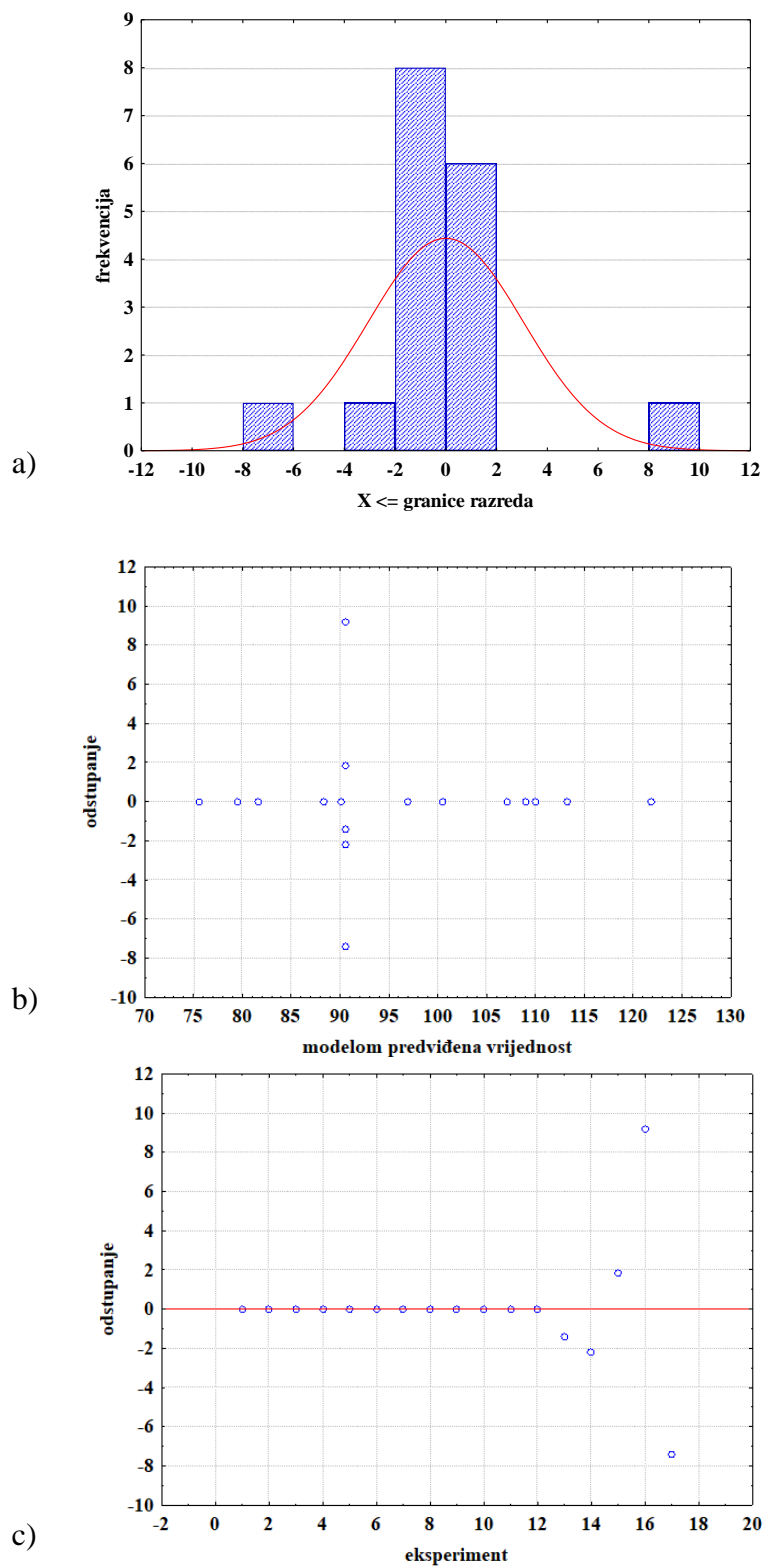 9
8
7
6
5
4
3
2
1
0
frekvencija
a)
-12 -10 -8 -6 -4 -2 0 2 4 6 8 10 12
X <= granice razreda
12
10
8
6
4
2
0
-2
-4
-6
-8
-10
odstupanje
b)
70 75 80 85 90 95 100 105 110 115 120 125 130
modelom predviđena vrijednost
12
10
8
6
4
2
0
-2
-4
-6
-8
-10
odstupanje
c)
-2 0 2 4 6 8 10 12 14 16 18 20
eksperiment